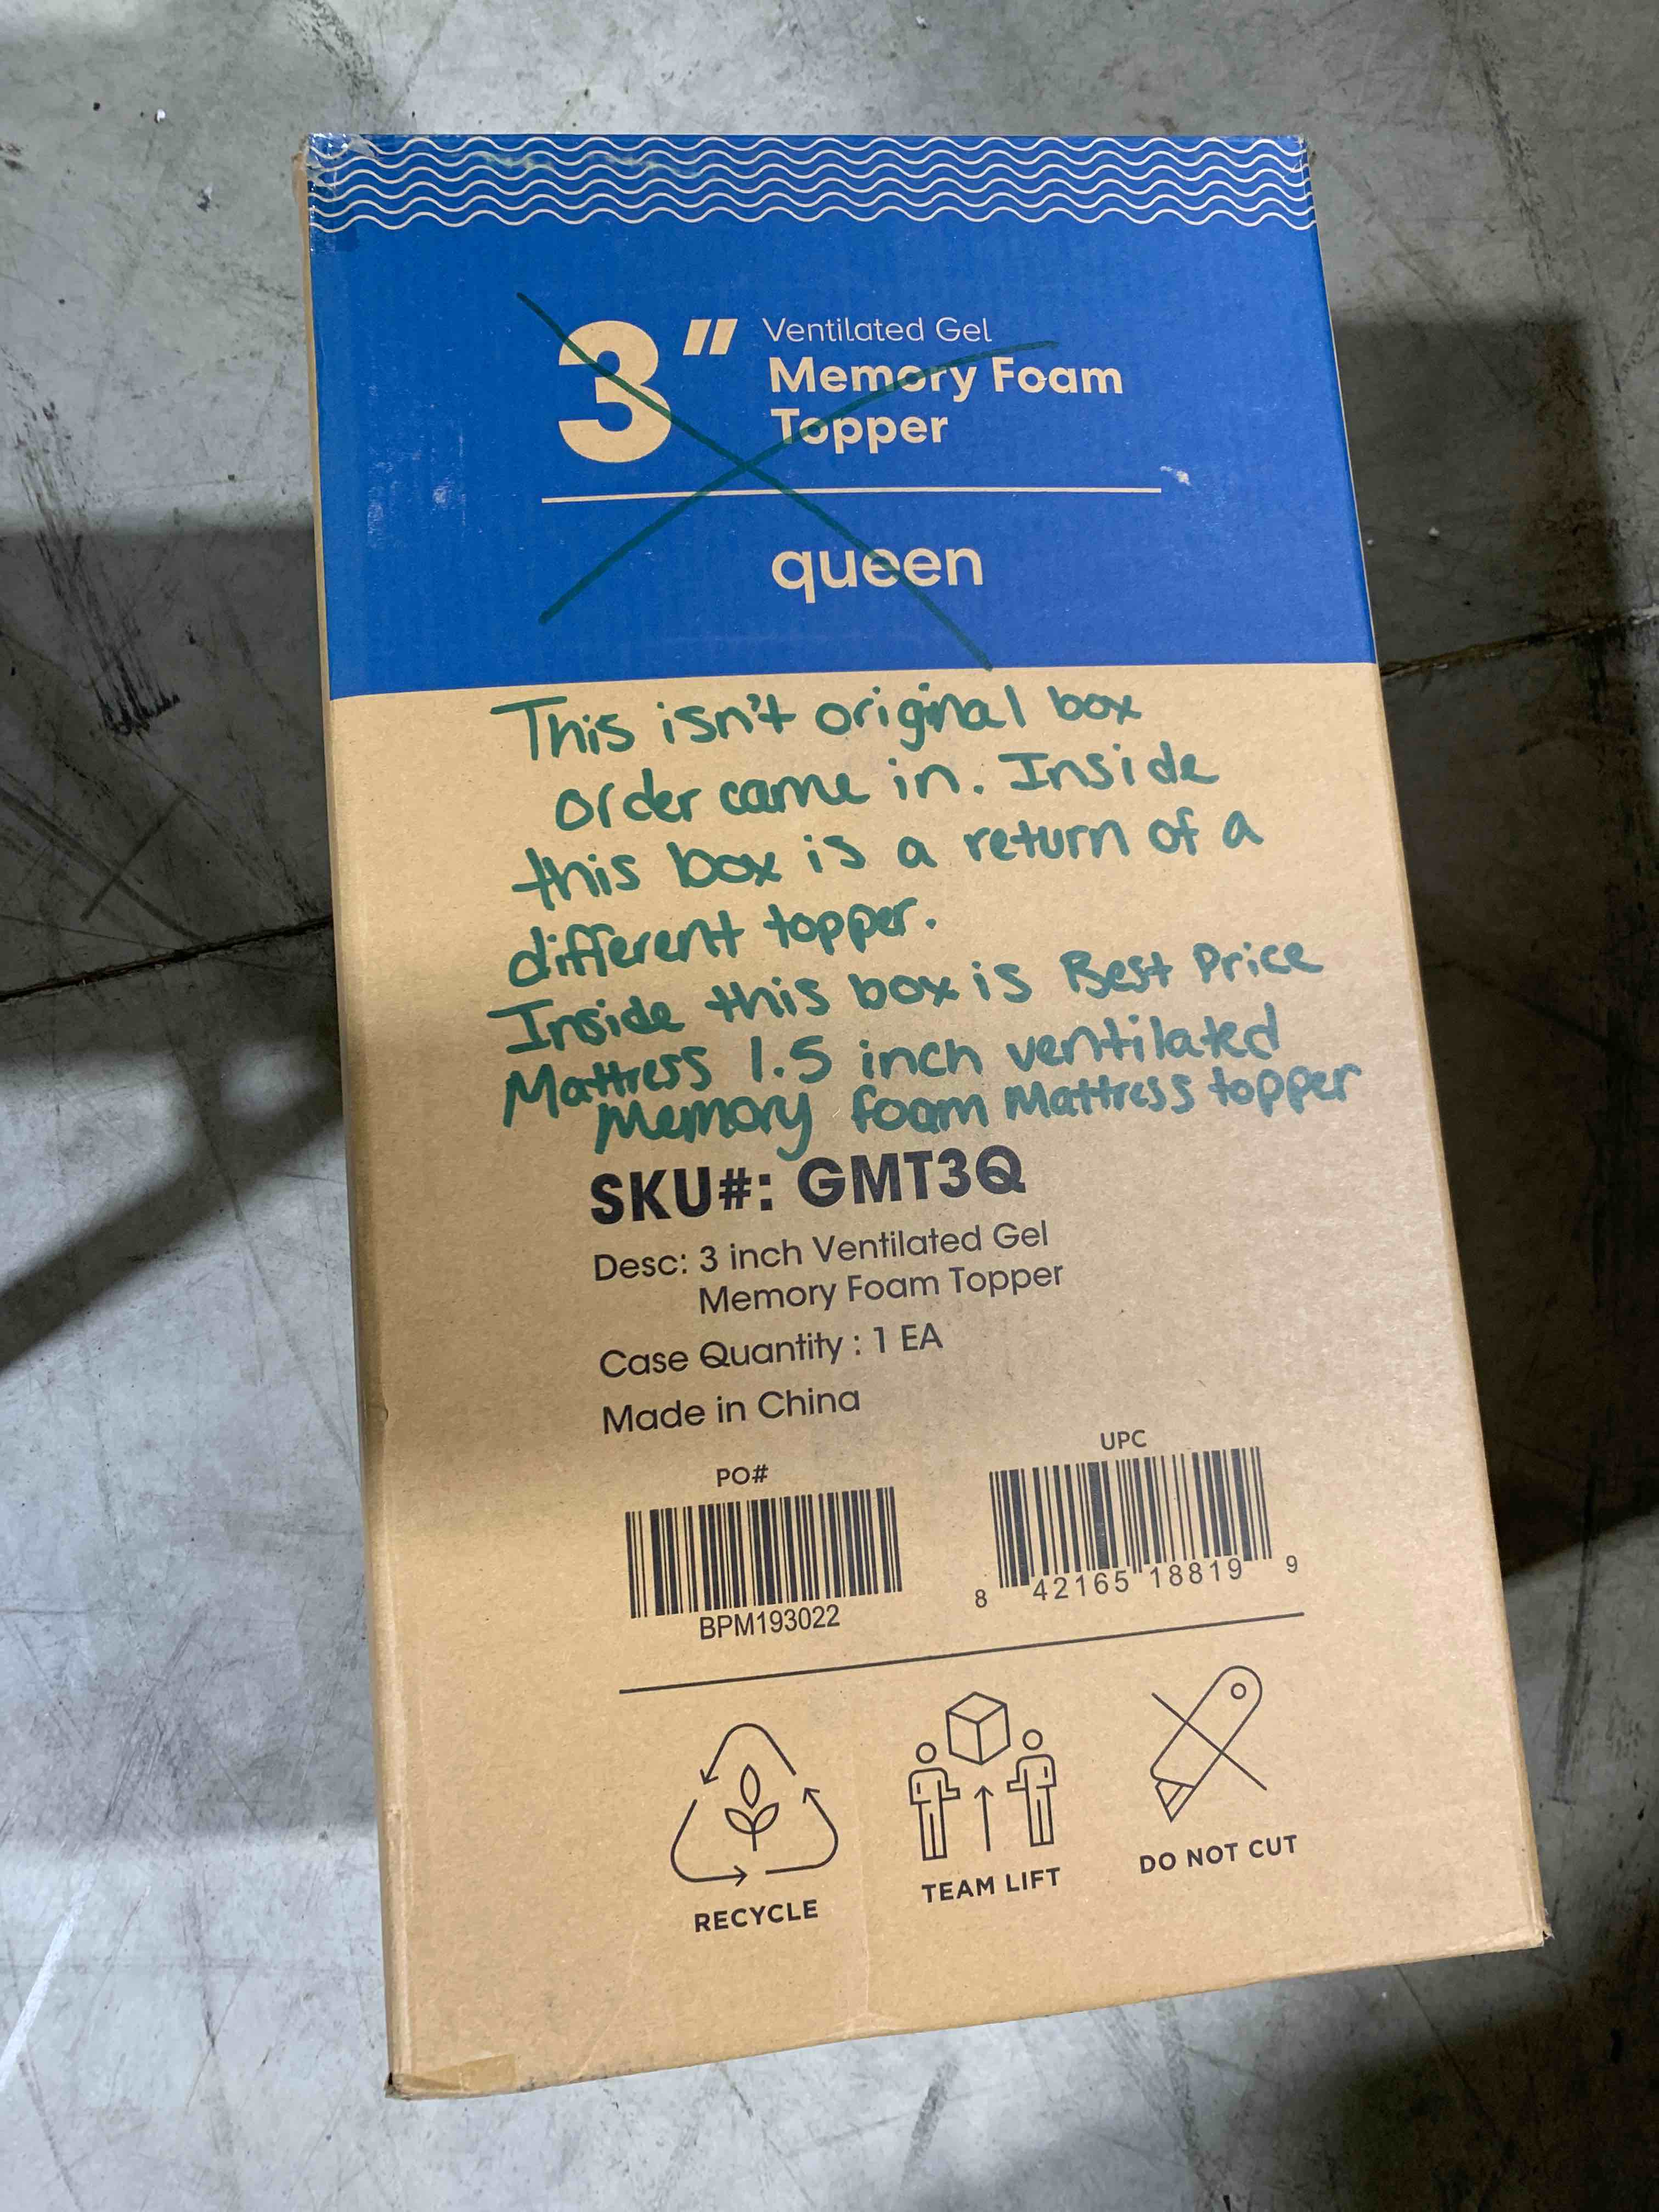 3" Ventilated Gel
Memory Foam
Topper
queen
This isn't original box
order came in. Inside
this box is a return of a
different topper.
Inside this box is Best Price
Mattress 1.5 inch ventilated
Memory foam Mattress topper
SKU#: GMT3Q
Desc: 3 inch Ventilated Gel
Memory Foam Topper
Case Quantity : 1 EA
Made in China
PO#
BPM193022
UPC
8 42165 18819 9
RECYCLE
TEAM LIFT
DO NOT CUT